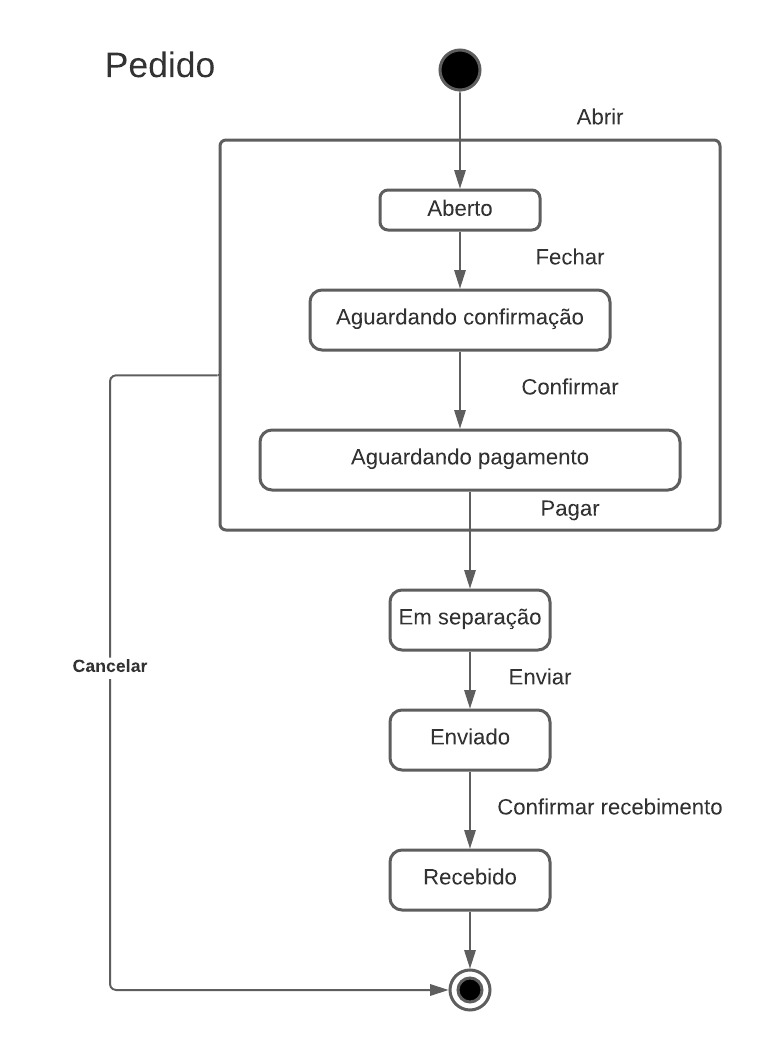 Pedido
Abrir
Aberto
Fechar
Aguardando confirmação
Confirmar
Aguardando pagamento
Pagar
Em separação
Cancelar
Enviar
Enviado
Confirmar recebimento
Recebido